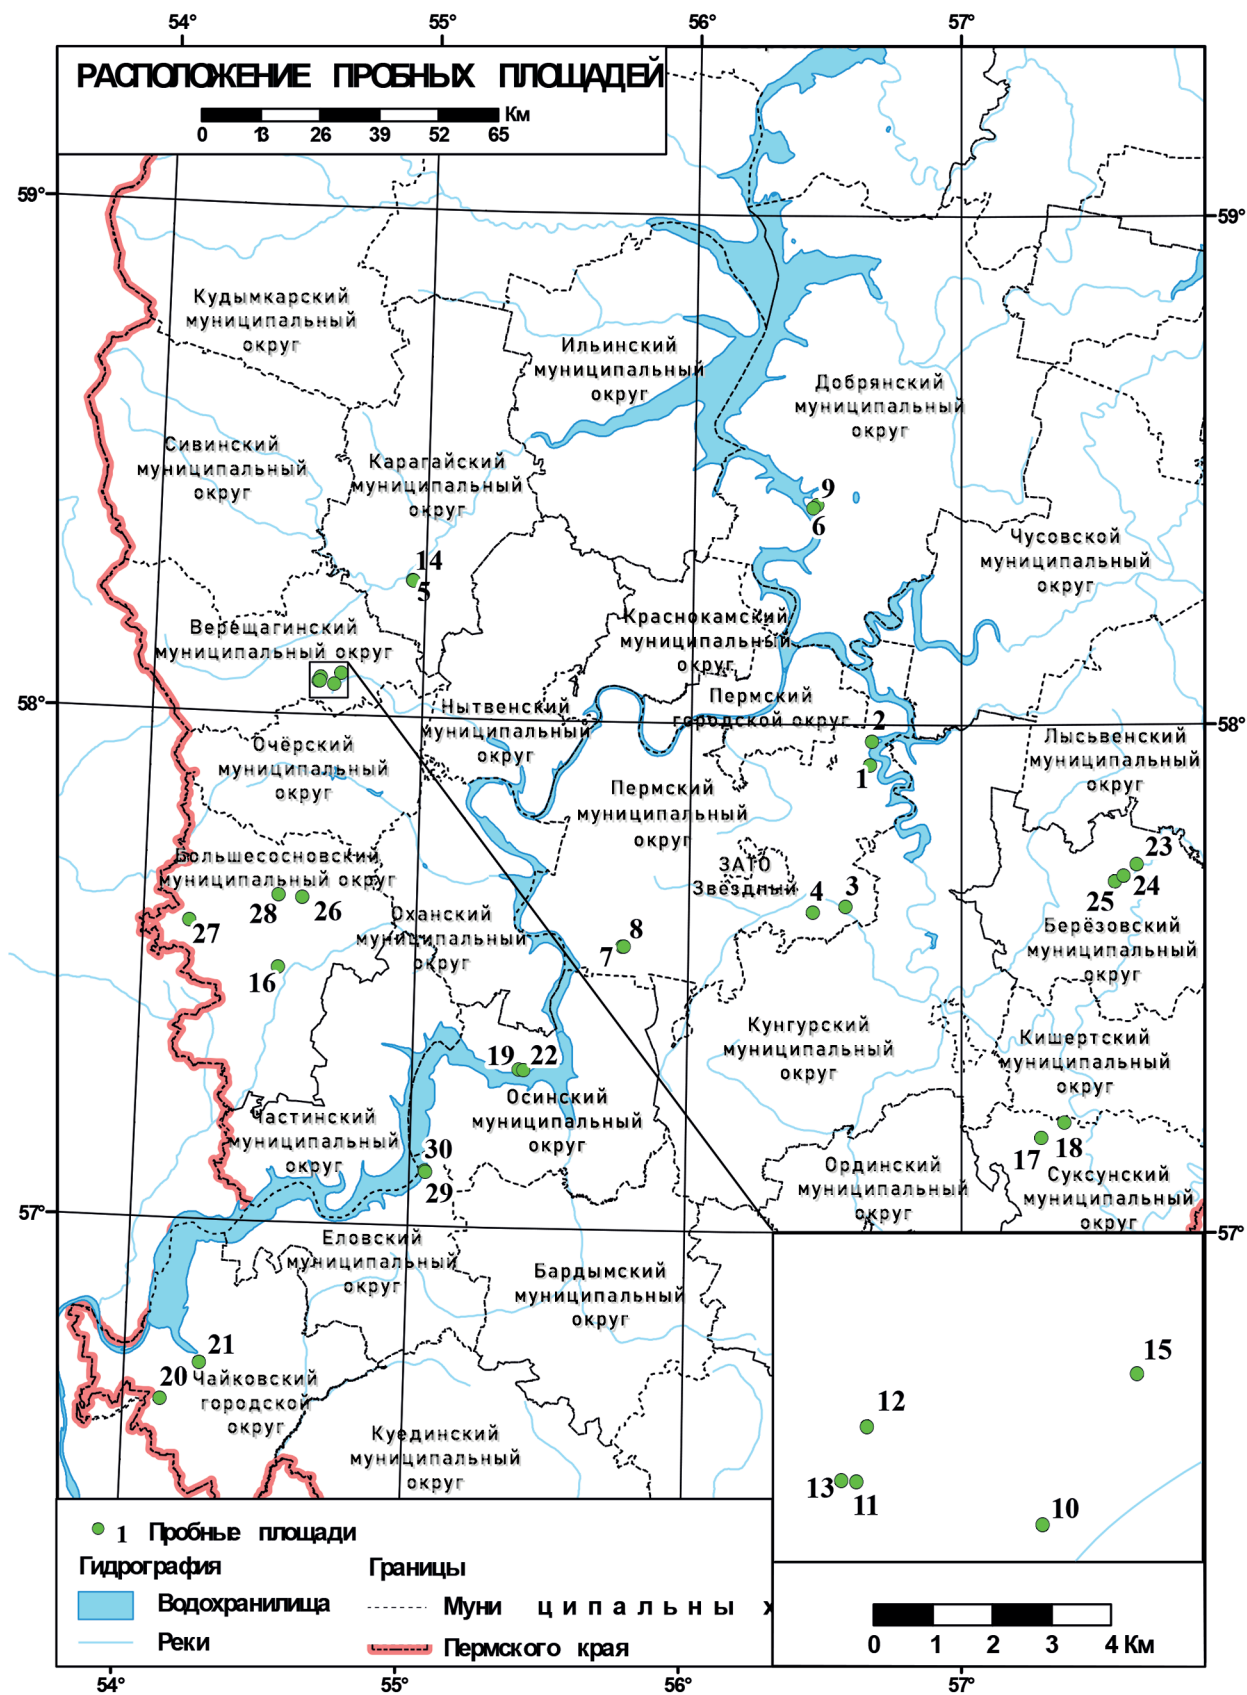 54° 55° 56° 57°
РАСПОЛОЖЕНИЕ ПРОБНЫХ ПЛОЩАДЕЙ
Км
0 13 26 39 52 65
59°
59°
Кудымкарский
муниципальный
округ
Ильинский
муниципальный
округ
Добрянский
муниципальный
округ
Сивинский
муниципальный
округ
Карагайский
муниципальный
округ
9
6
Чусовской
муниципальный
округ
14
5
Верещагинский
муниципальный округ
Краснокамский
муниципальный
округ
58°
58°
Нытвенский
муниципальный
округ
Пермский
городской округ
2
1
Очёрский
муниципальный
округ
Лысьвенский
муниципальный
округ
Пермский
муниципальный
округ
ЗАТО
Звёздный
23
24
25
Большесосновский
муниципальный округ
28 26
27
16
4 3
Оханский
муниципальный
округ
8
7
Берёзовский
муниципальный
округ
Кунгурский
муниципальный
округ
Кишертский
муниципальный
округ
19 22
Осинский
муниципальный
округ
Частинский
муниципальный
округ
30
29
17 18
Ординский
муниципальный
округ
Суксунский
муниципальный
округ
57°
57°
Еловский
муниципальный
округ
Бардымский
муниципальный
округ
21
20
Чайковский
городской
округ
Куединский
муниципальный
округ
15
12
13 11
10
1 Пробные площади
Гидрография
Границы
Водохранилища
Муни ципальных
Реки
Пермского края
0 1 2 3 4 Км
54° 55° 56° 57°